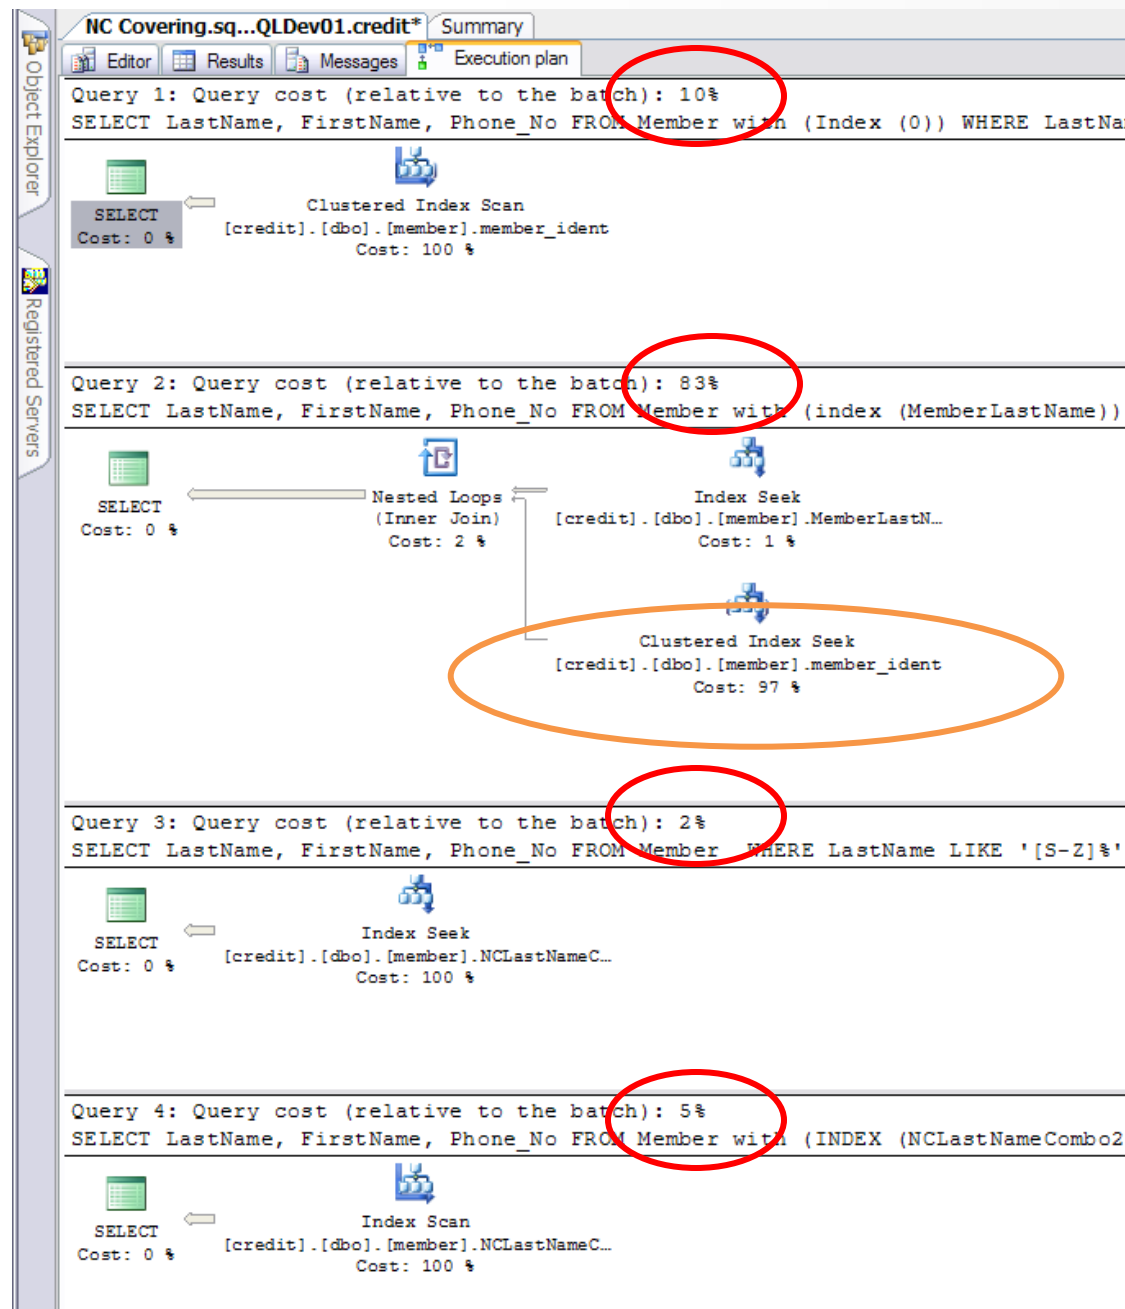 NC Covering.sq...QLDev01.credit* Summary
Editor Results Messages Execution plan
Object Explorer
Registered Servers
Query 1: Query cost (relative to the batch): 10%
SELECT LastName, FirstName, Phone_No FROM Member with (Index (0)) WHERE LastNa
SELECT
Cost: 0 %
Clustered Index Scan
[credit].[dbo].[member].member_ident
Cost: 100 %
Query 2: Query cost (relative to the batch): 83%
SELECT LastName, FirstName, Phone_No FROM Member with (index (MemberLastName))
SELECT
Cost: 0 %
Nested Loops
(Inner Join)
Cost: 2 %
Index Seek
[credit].[dbo].[member].MemberLastN…
Cost: 1 %
Clustered Index Seek
[credit].[dbo].[member].member_ident
Cost: 97 %
Query 3: Query cost (relative to the batch): 2%
SELECT LastName, FirstName, Phone_No FROM Member WHERE LastName LIKE '[S-Z]%'
SELECT
Cost: 0 %
Index Seek
[credit].[dbo].[member].NCLastNameC…
Cost: 100 %
Query 4: Query cost (relative to the batch): 5%
SELECT LastName, FirstName, Phone_No FROM Member with (INDEX (NCLastNameCombo2
SELECT
Cost: 0 %
Index Scan
[credit].[dbo].[member].NCLastNameC…
Cost: 100 %